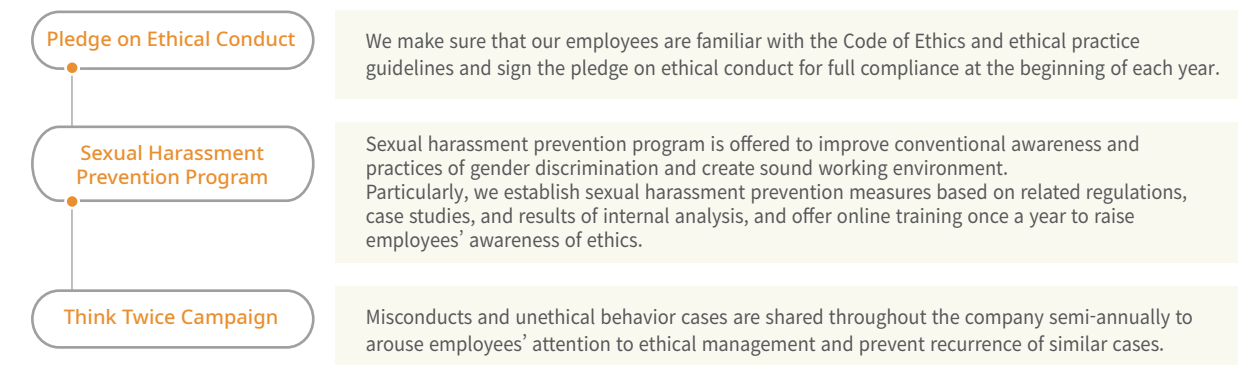 Pledge on Ethical Conduct
We make sure that our employees are familiar with the Code of Ethics and ethical practice
guidelines and sign the pledge on ethical conduct for full compliance at the beginning of each year.
Sexual Harassment
Prevention Program
Sexual harassment prevention program is offered to improve conventional awareness and
practices of gender discrimination and create sound working environment.
Particularly, we establish sexual harassment prevention measures based on related regulations,
case studies, and results of internal analysis, and offer online training once a year to raise
employees’ awareness of ethics.
Think Twice Campaign
Misconducts and unethical behavior cases are shared throughout the company semi-annually to
arouse employees’ attention to ethical management and prevent recurrence of similar cases.